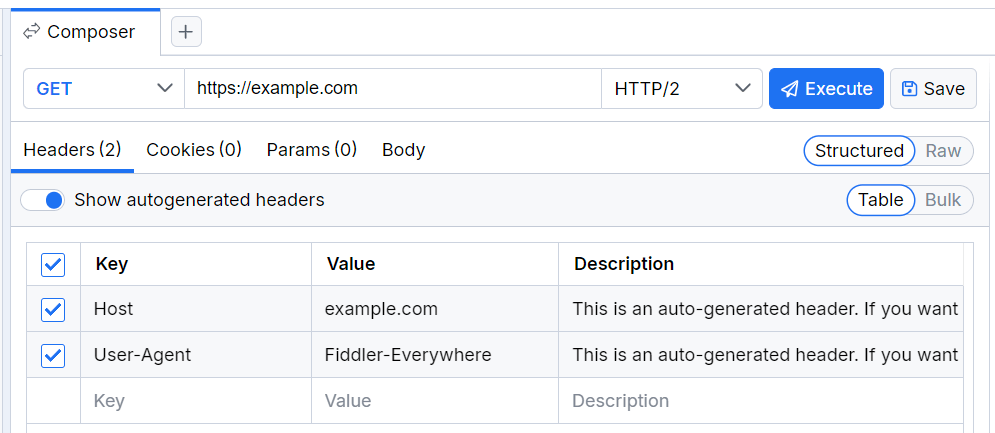 Composer
GET https://example.com HTTP/2 Execute Save
Headers (2) Cookies (0) Params (0) Body Structured Raw
Show autogenerated headers Table Bulk
Key Value Description
Host example.com This is an auto-generated header. If you want
User-Agent Fiddler-Everywhere This is an auto-generated header. If you want
Key Value Description